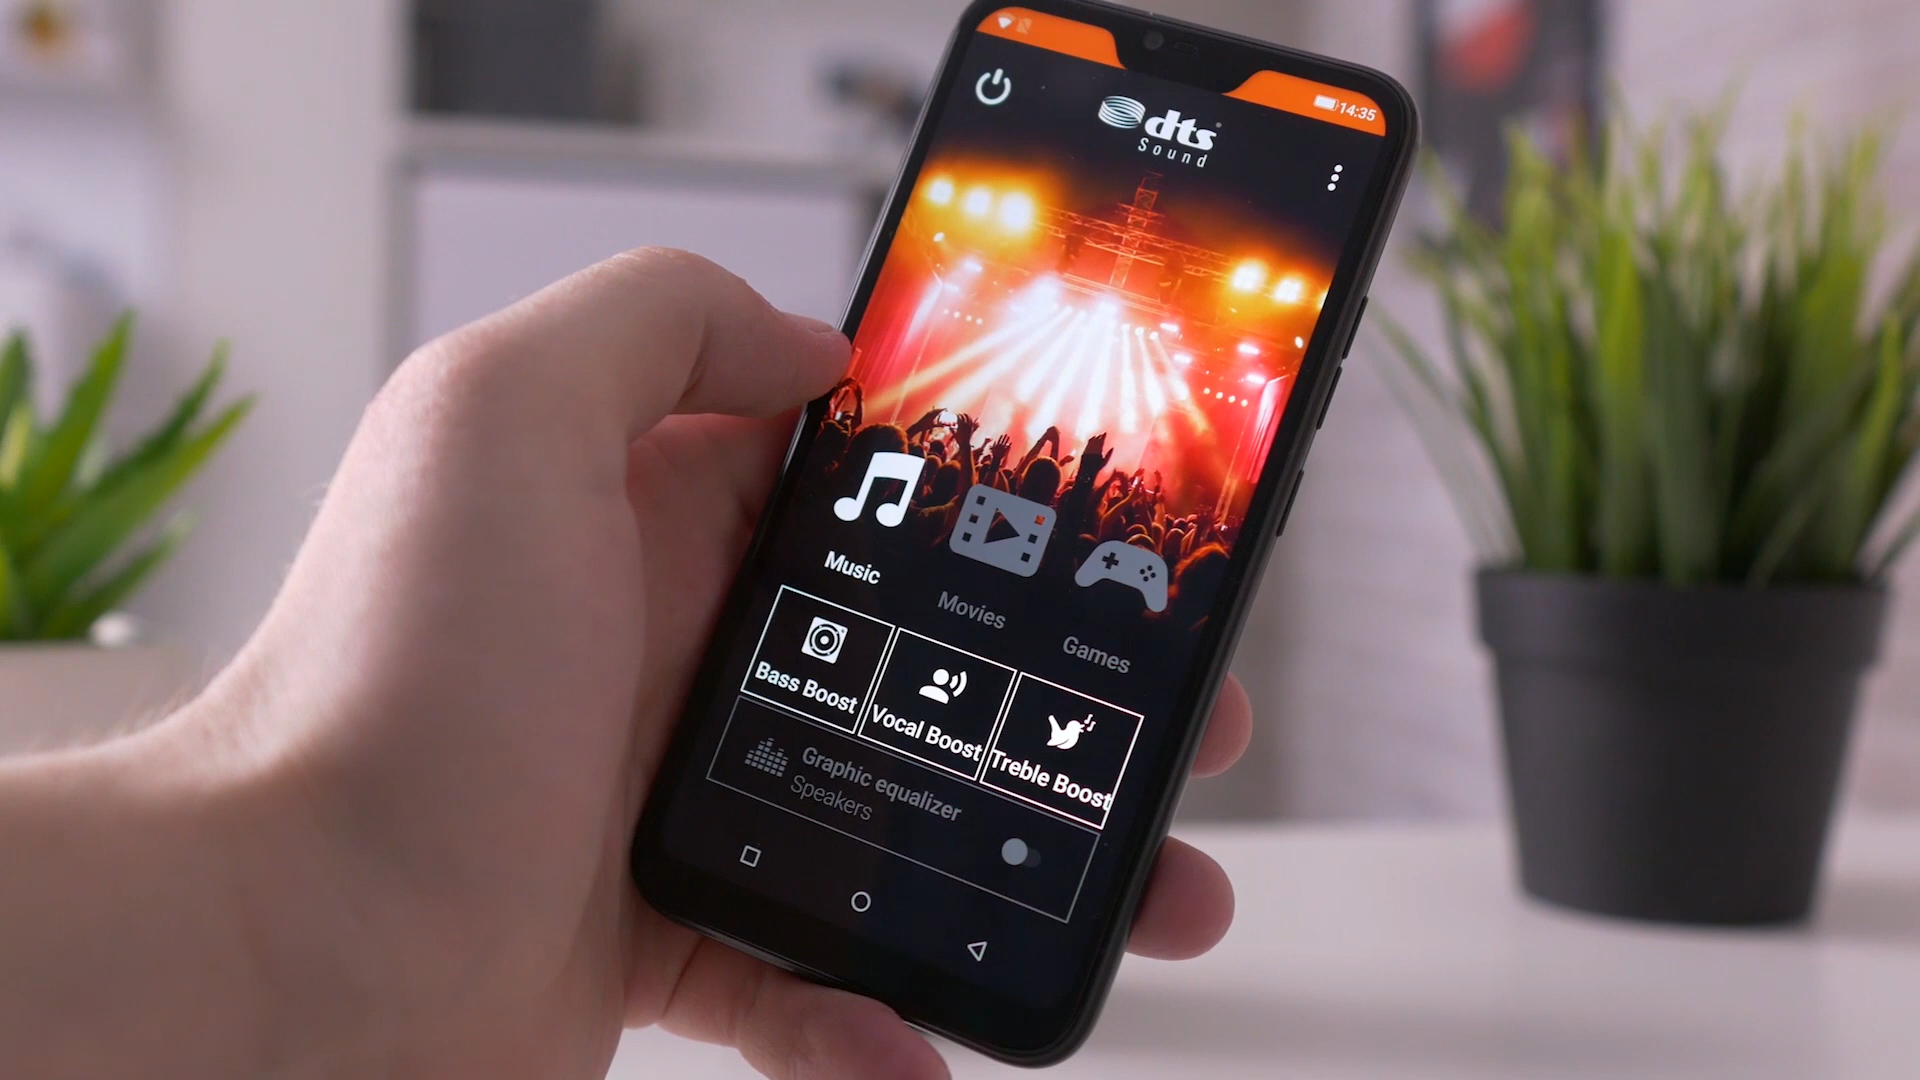 14:35
dts
Sound
Music
Movies
Games
Bass Boost
Vocal Boost
Treble Boost
Graphic equalizer
Speakers